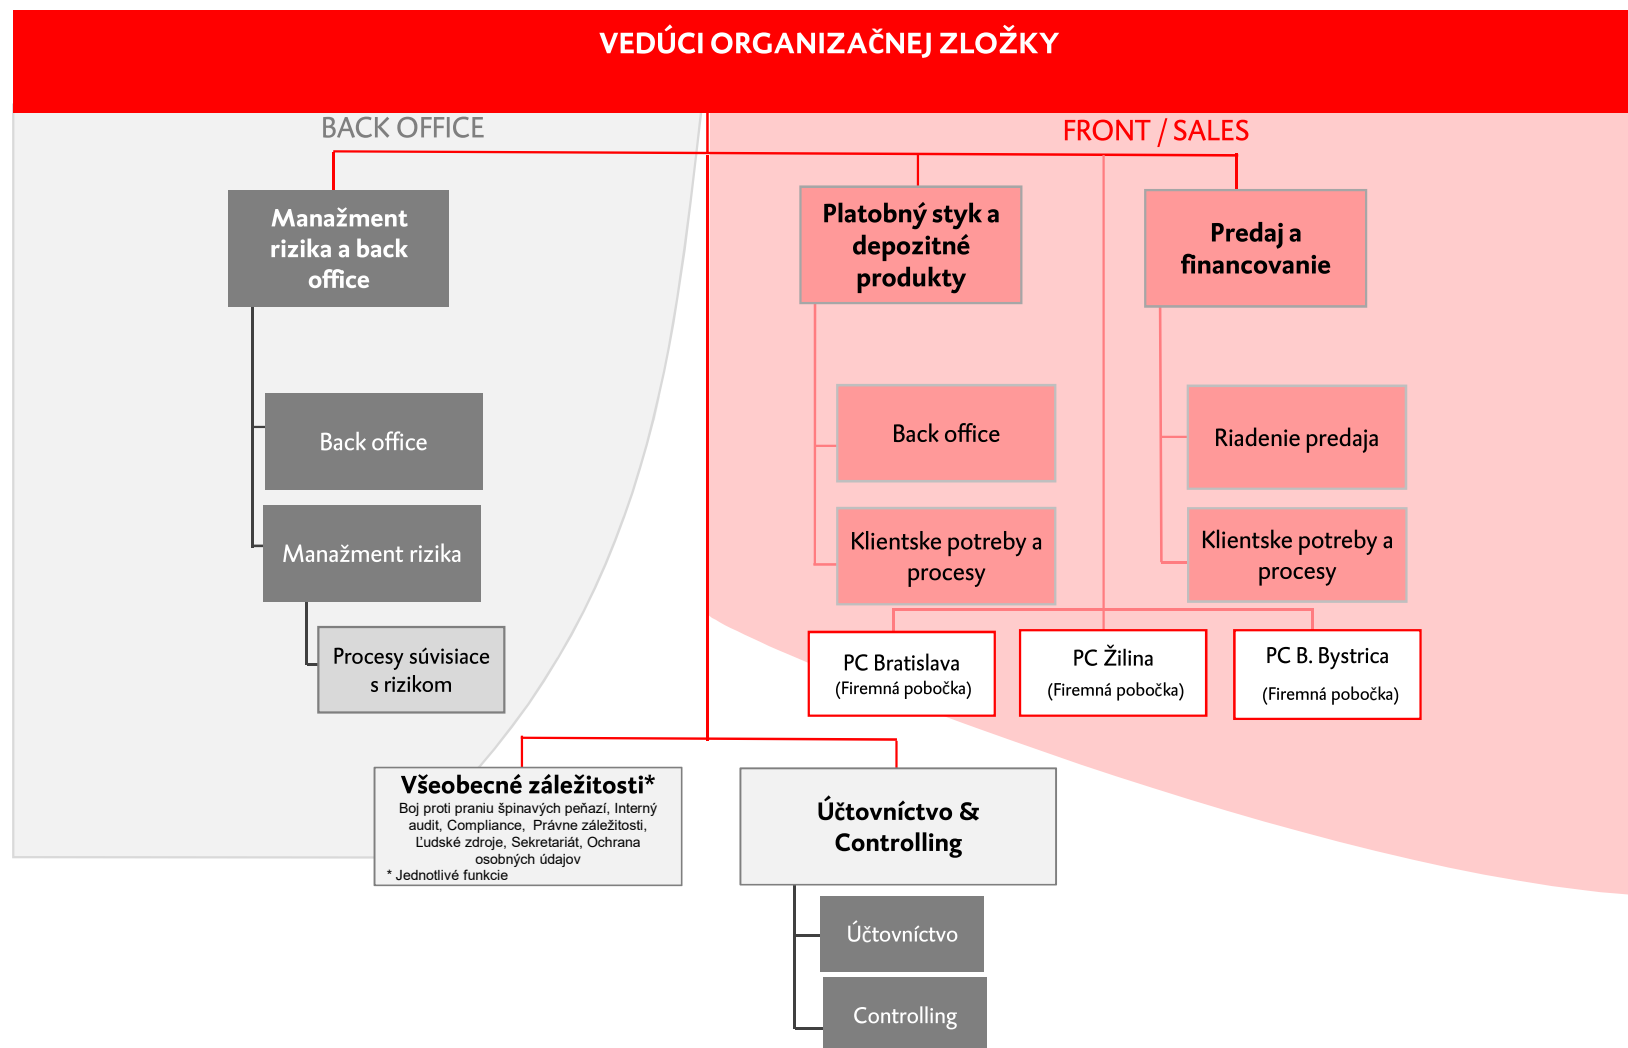 VEDÚCI ORGANIZAČNEJ ZLOŽKY
BACK OFFICE
FRONT / SALES
Manažment
rizika a back
office
Platobný styk a
depozitné
produkty
Predaj a
financovanie
Back office
Manažment rizika
Procesy súvisiace
s rizikom
Back office
Klientske potreby a
procesy
Riadenie predaja
Klientske potreby a
procesy
PC Bratislava
(Firemná pobočka)
PC Žilina
(Firemná pobočka)
PC B. Bystrica
(Firemná pobočka)
Všeobecné záležitosti*
Boj proti praniu špinavých peňazí, Interný
audit, Compliance, Právne záležitosti,
Ľudské zdroje, Sekretariát, Ochrana
osobných údajov
* Jednotlivé funkcie
Účtovníctvo &
Controlling
Účtovníctvo
Controlling